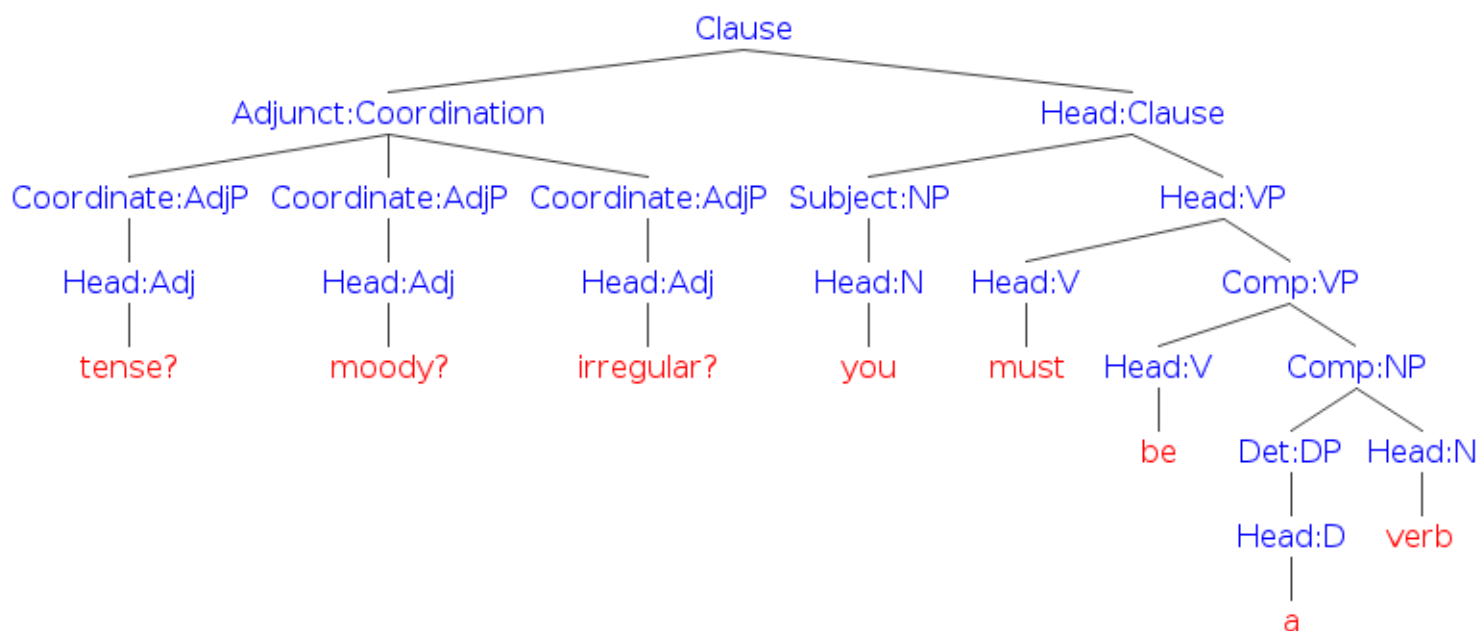 Clause
Adjunct:Coordination Head:Clause
Coordinate:AdjP Coordinate:AdjP Coordinate:AdjP Subject:NP Head:VP
Head:Adj Head:Adj Head:Adj Head:N Head:V Comp:VP
tense? moody? irregular? you must Head:V Comp:NP
be Det:DP Head:N
Head:D verb
a